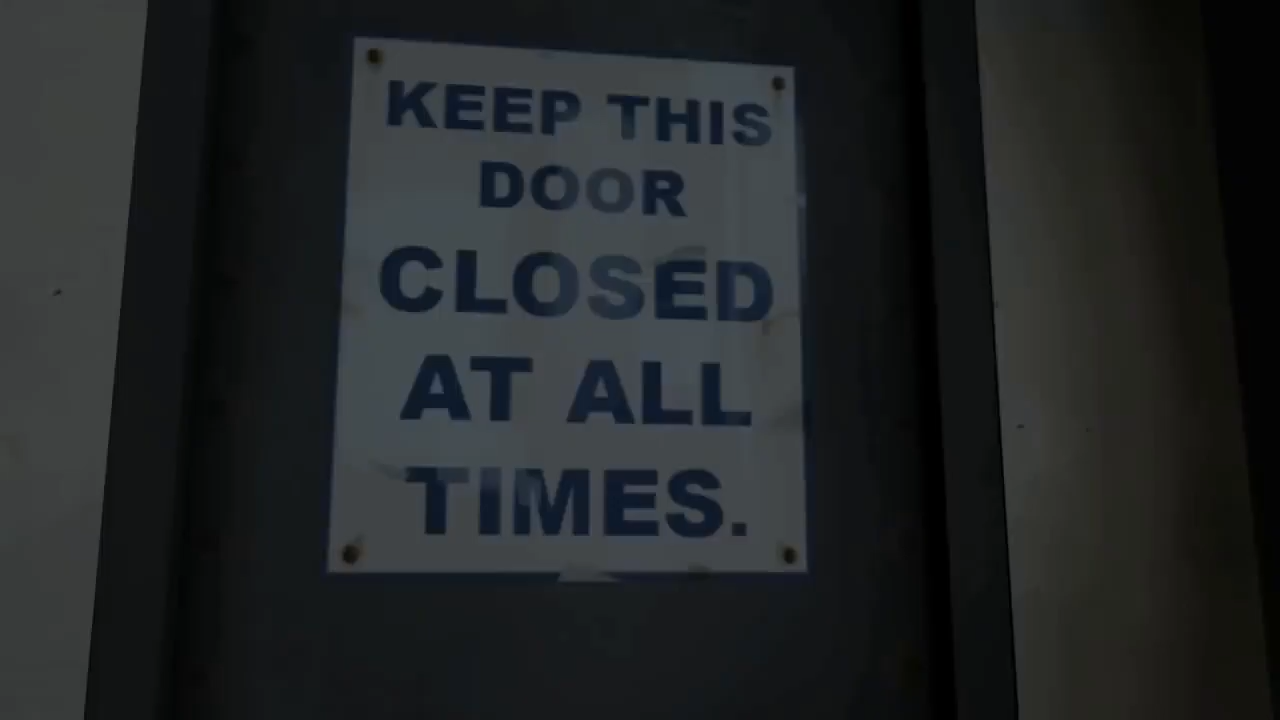 KEEP THIS
DOOR
CLOSED
AT ALL
TIMES.